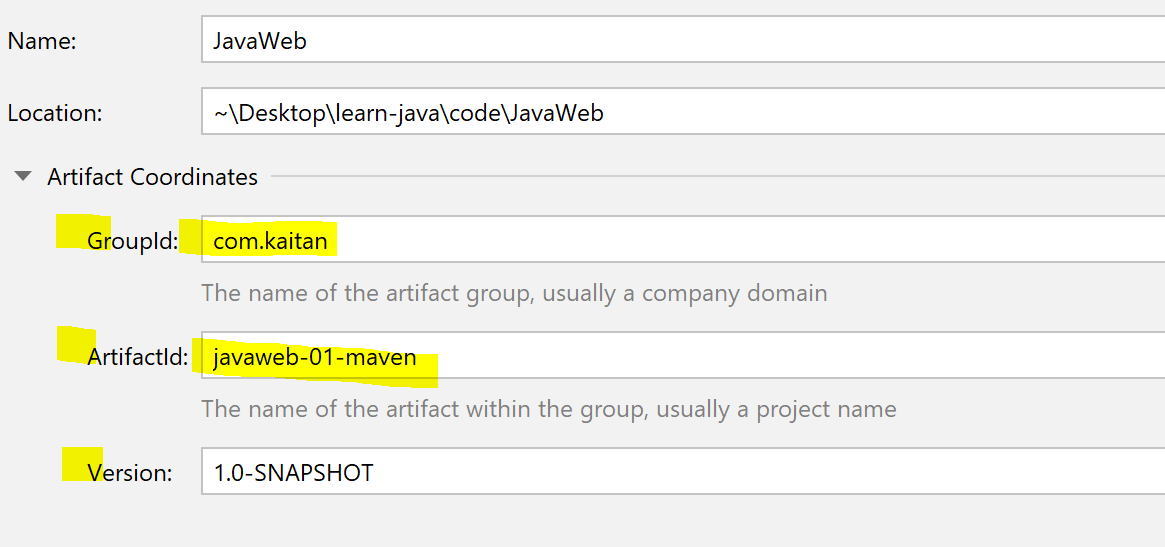 Name: JavaWeb
Location: ~\Desktop\learn-java\code\JavaWeb
Artifact Coordinates
GroupId: com.kaitan
The name of the artifact group, usually a company domain
ArtifactId: javaweb-01-maven
The name of the artifact within the group, usually a project name
Version: 1.0-SNAPSHOT